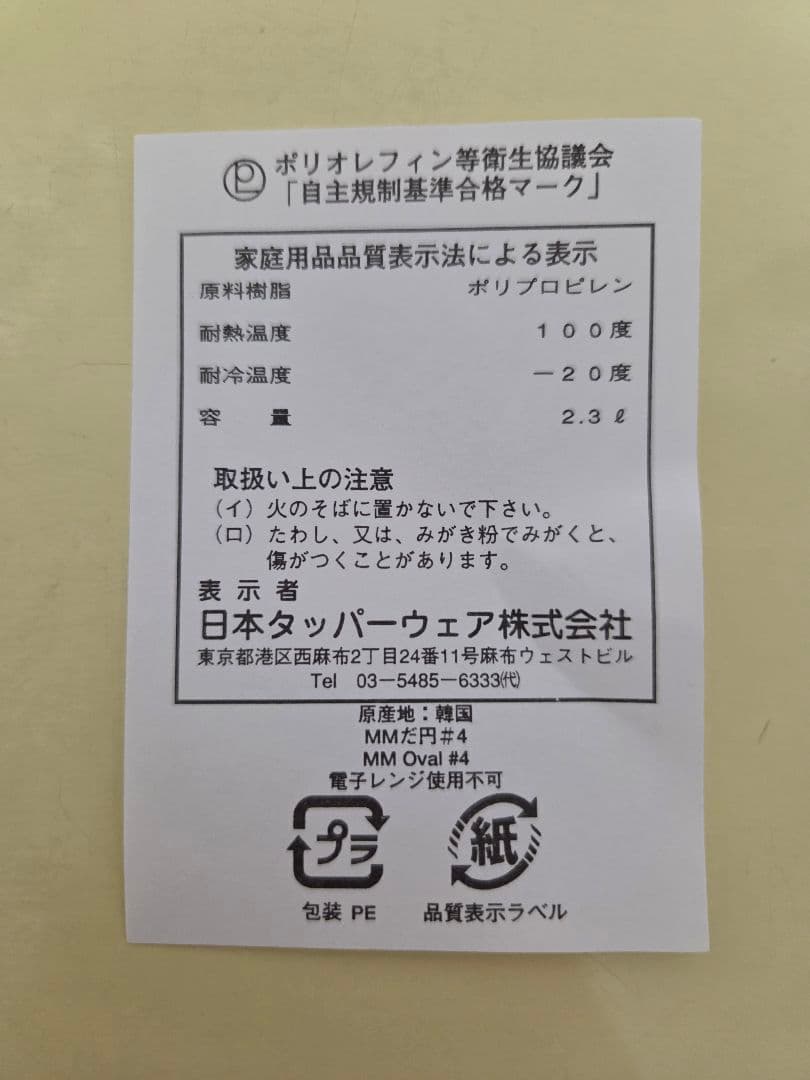 ポリオレフィン等衛生協議会
「自主規制基準合格マーク」
家庭用品品質表示法による表示
原料樹脂 ポリプロピレン
耐熱温度 100度
耐冷温度 −20度
容 量 2.3ℓ
取扱い上の注意
(イ)火のそばに置かないで下さい。
(ロ)たわし、又は、みがき粉でみがくと、
傷がつくことがあります。
表示者
日本タッパーウェア株式会社
東京都港区西麻布2丁目24番11号麻布ウェストビル
Tel 03−5485−6333㈹
原産地:韓国
MMだ円#4
MM Oval #4
電子レンジ使用不可
プラ 紙
包装 PE 品質表示ラベル